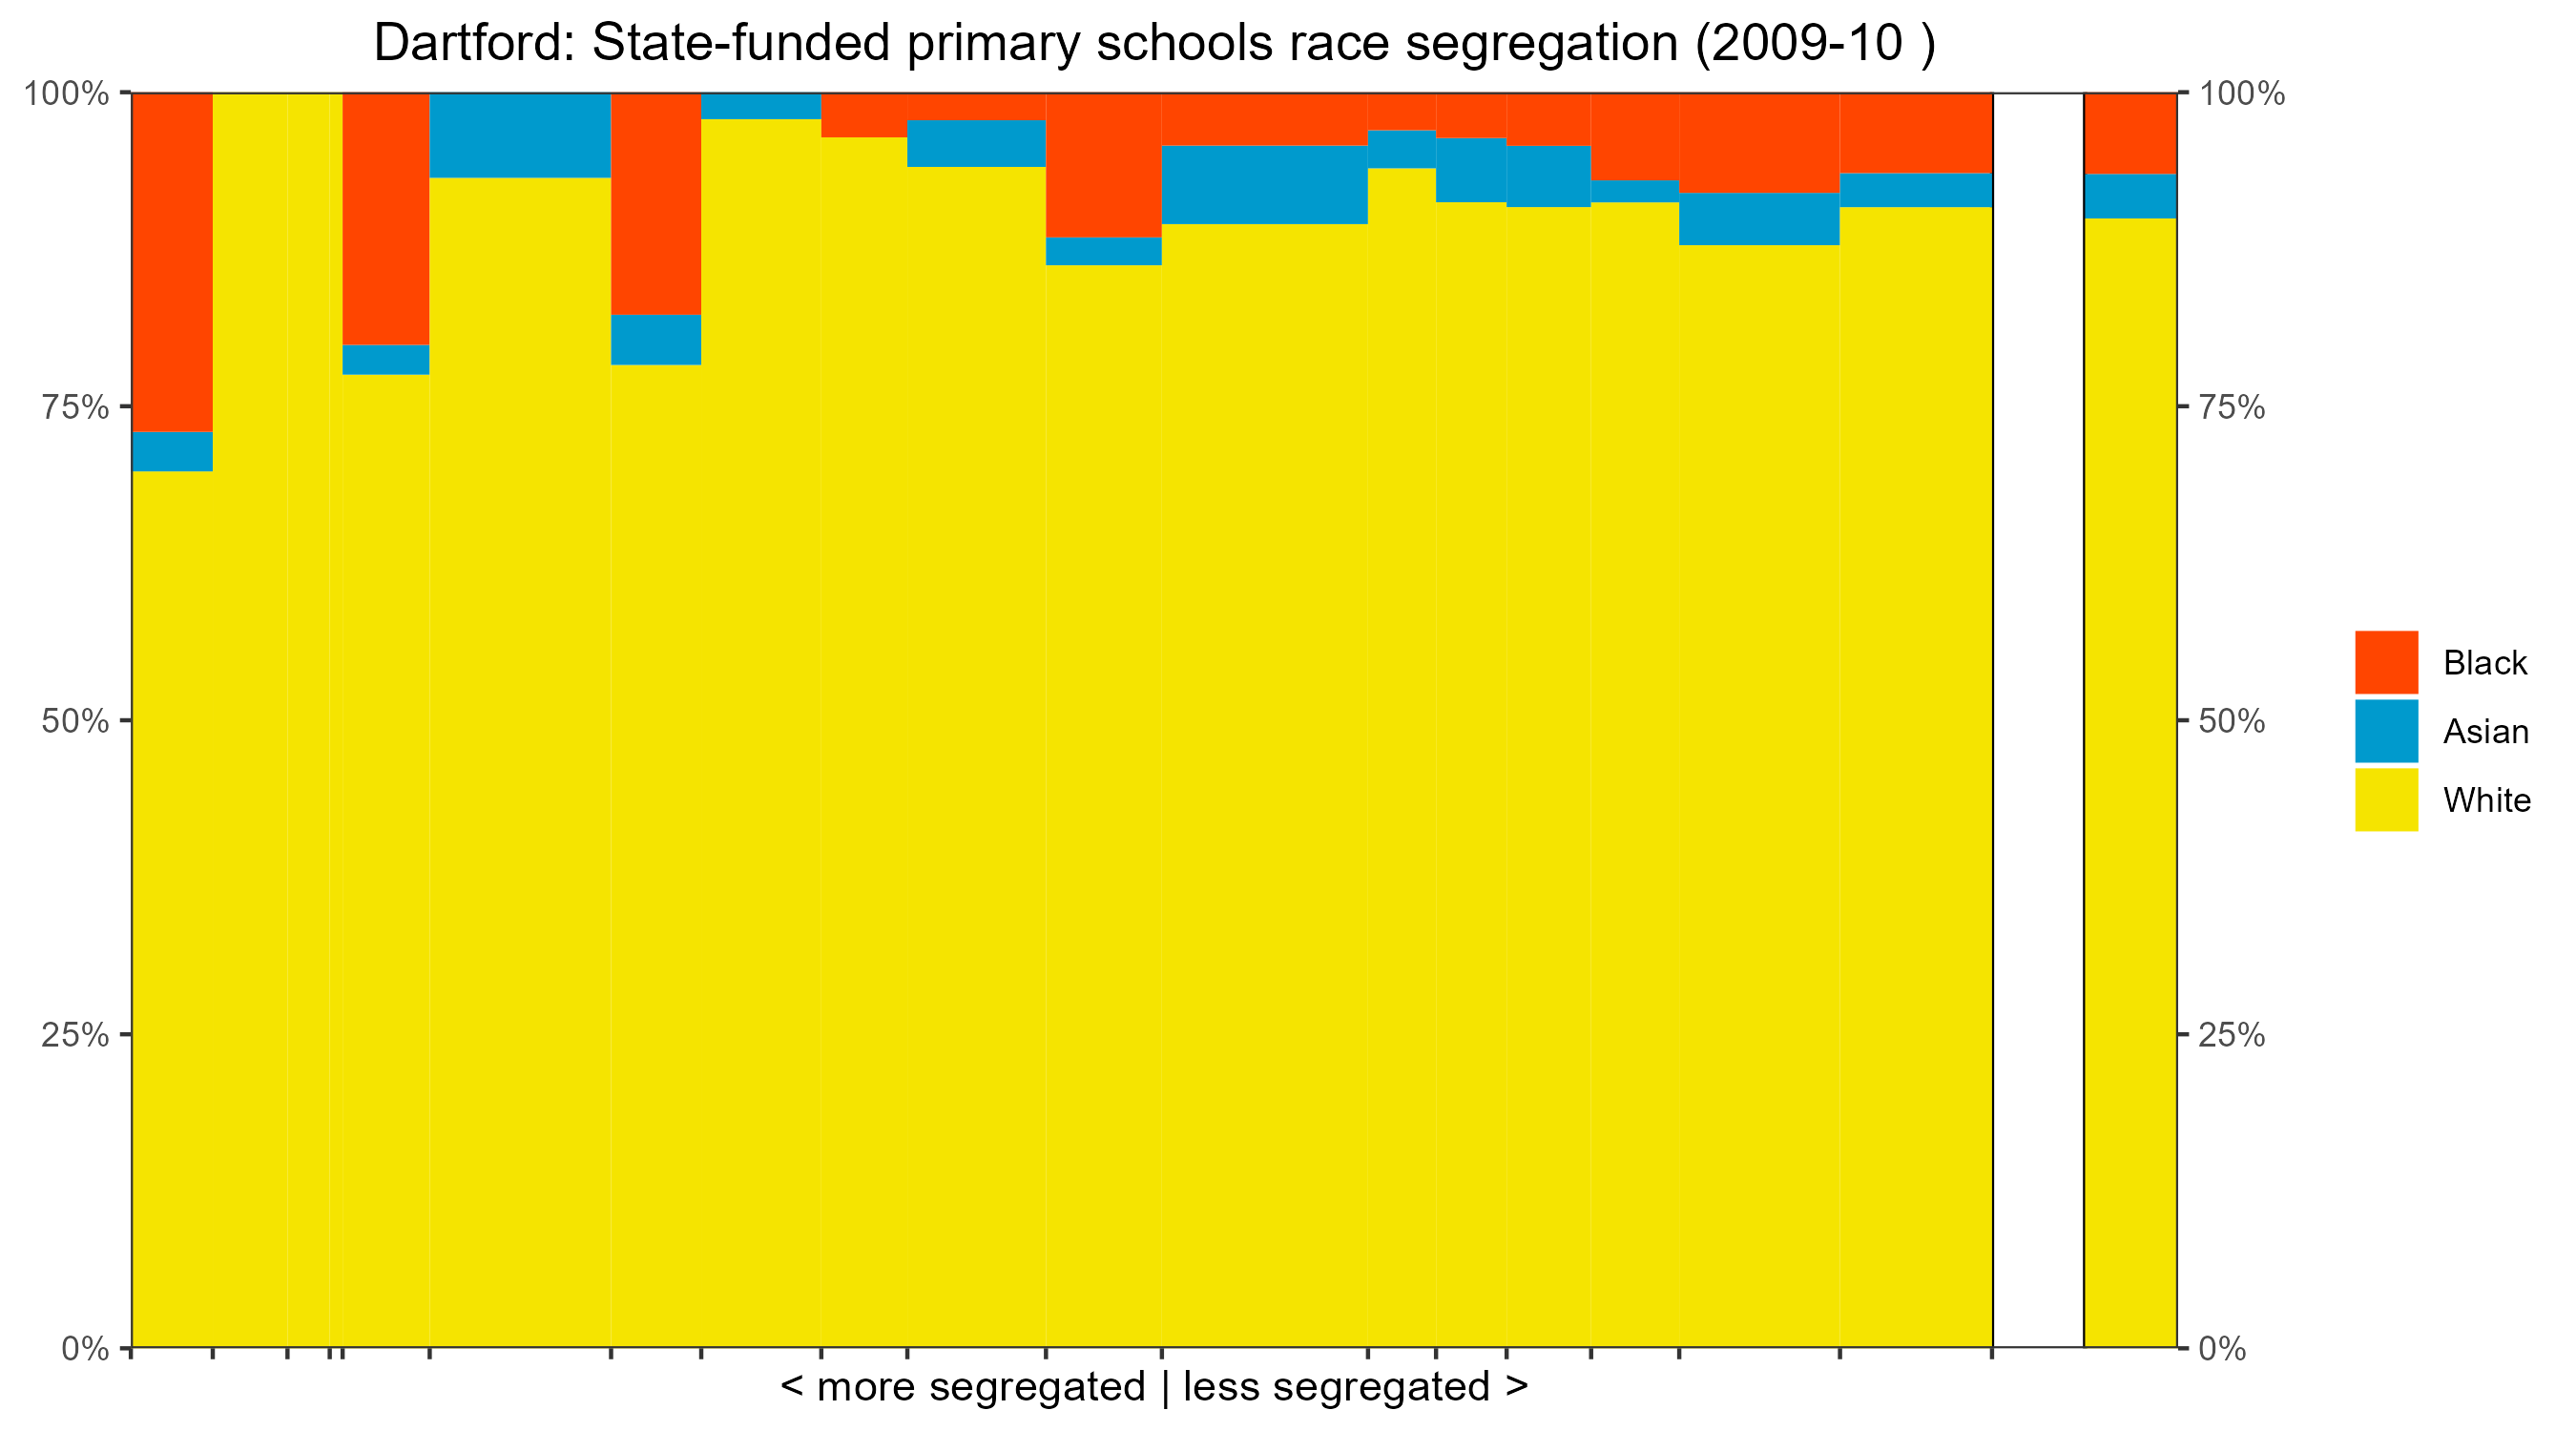 Dartford: State-funded primary schools race segregation (2009-10 )
100%
75%
50%
25%
0%
100%
75%
50%
25%
0%
Black
Asian
White
< more segregated | less segregated >